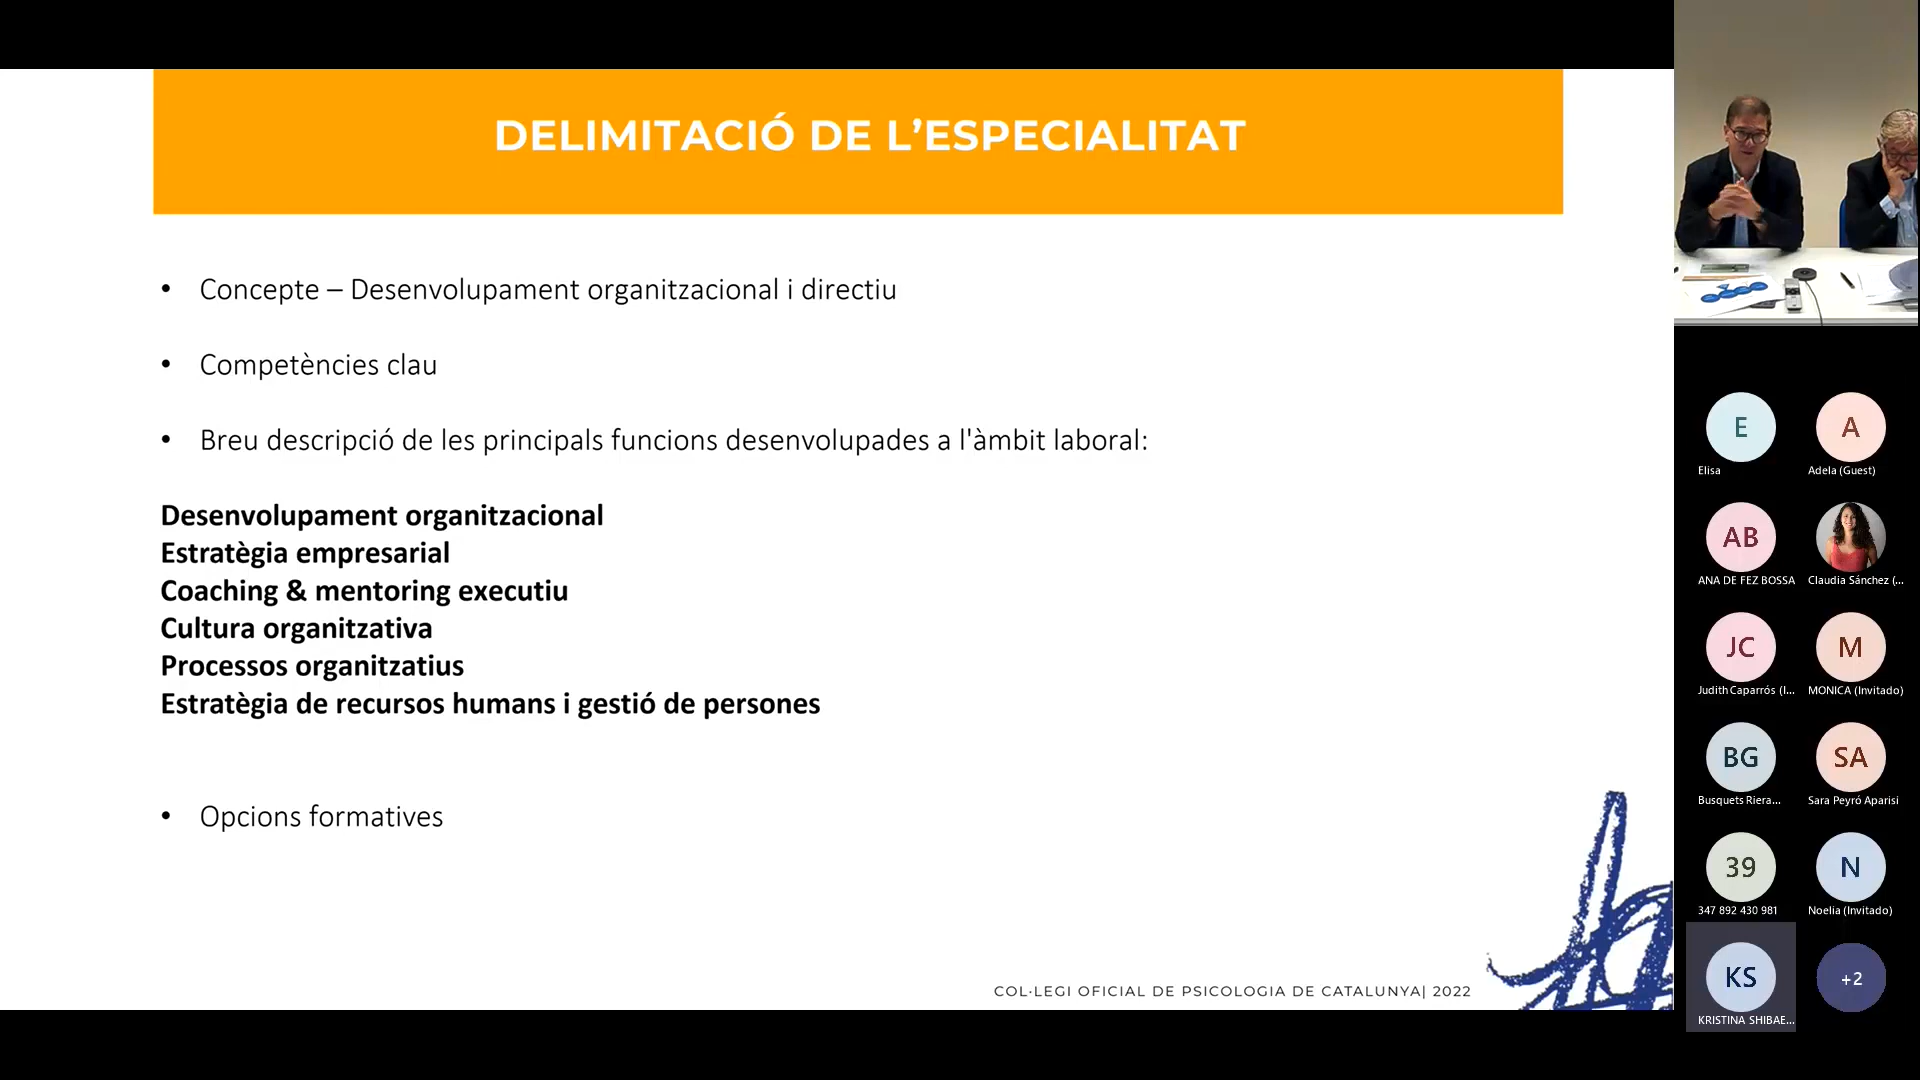 DELIMITACIÓ DE L’ESPECIALITAT
• Concepte – Desenvolupament organitzacional i directiu
• Competències clau
• Breu descripció de les principals funcions desenvolupades a l'àmbit laboral:
Desenvolupament organitzacional
Estratègia empresarial
Coaching & mentoring executiu
Cultura organitzativa
Processos organitzatius
Estratègia de recursos humans i gestió de persones
• Opcions formatives
COL·LEGI OFICIAL DE PSICOLOGIA DE CATALUNYA| 2022
E
Elisa
A
Adela (Guest)
AB
ANA DE FEZ BOSSA
Claudia Sánchez (...
JC
Judith Caparrós (I...
M
MONICA (Invitado)
BG
Busquets Riera...
SA
Sara Peyró Aparisi
39
347 892 430 981
N
Noelia (Invitado)
KS
KRISTINA SHIBAE...
+2